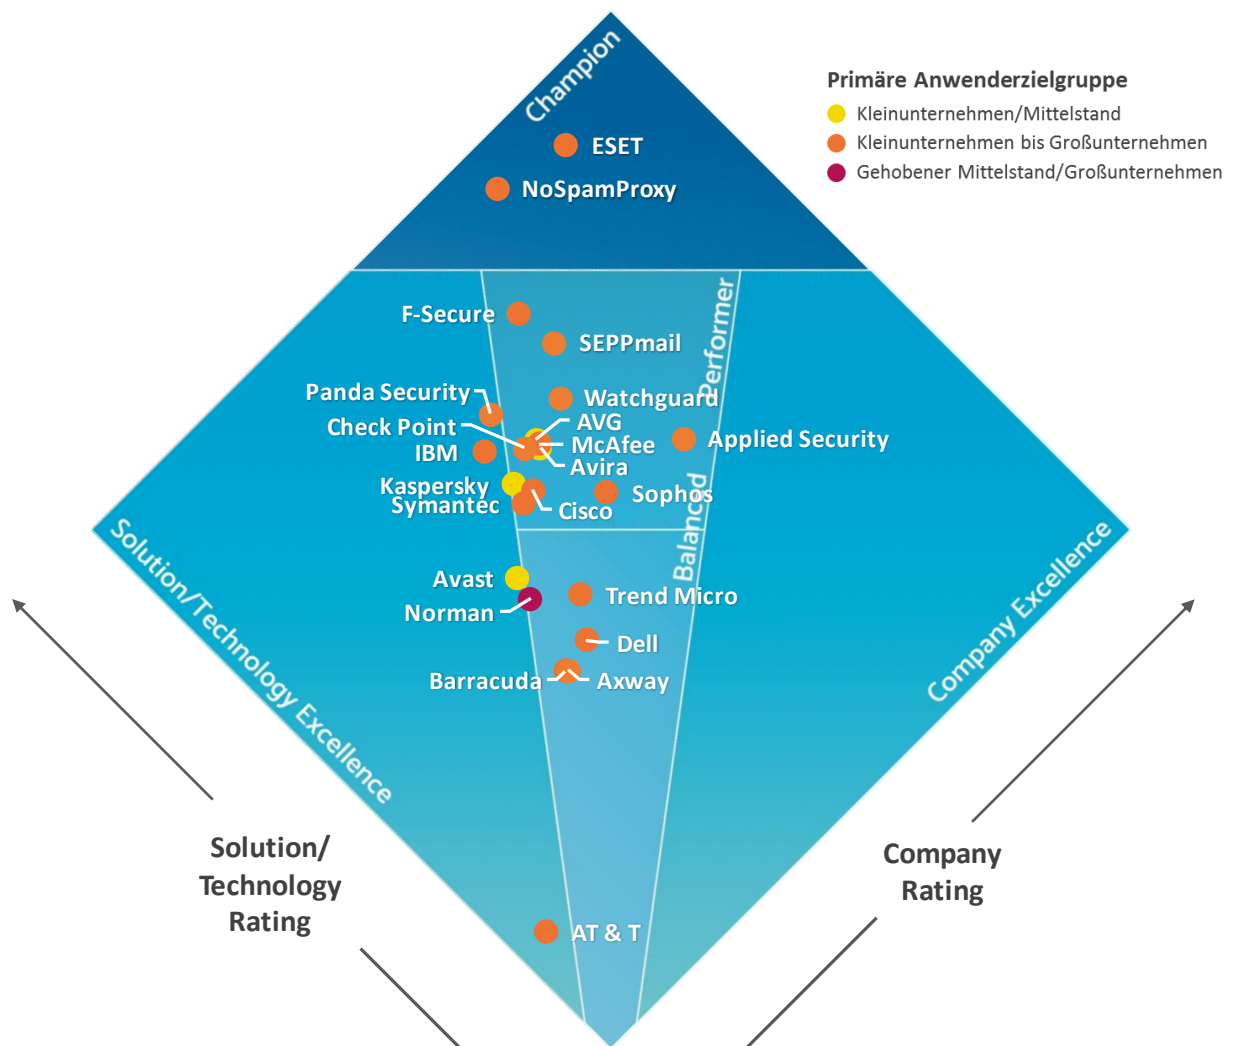 Champion
Primäre Anwenderzielgruppe
Kleinunternehmen/Mittelstand
Kleinunternehmen bis Großunternehmen
Gehobener Mittelstand/Großunternehmen
ESET
NoSpamProxy
Performer
F-Secure
SEPPmail
Panda Security
Watchguard
Check Point
AVG
McAfee
IBM
Avira
Applied Security
Kaspersky
Symantec
Cisco
Sophos
Balanced
Solution/Technology Excellence
Company Excellence
Avast
Norman
Trend Micro
Dell
Barracuda
Axway
Solution/
Technology
Rating
Company
Rating
AT & T